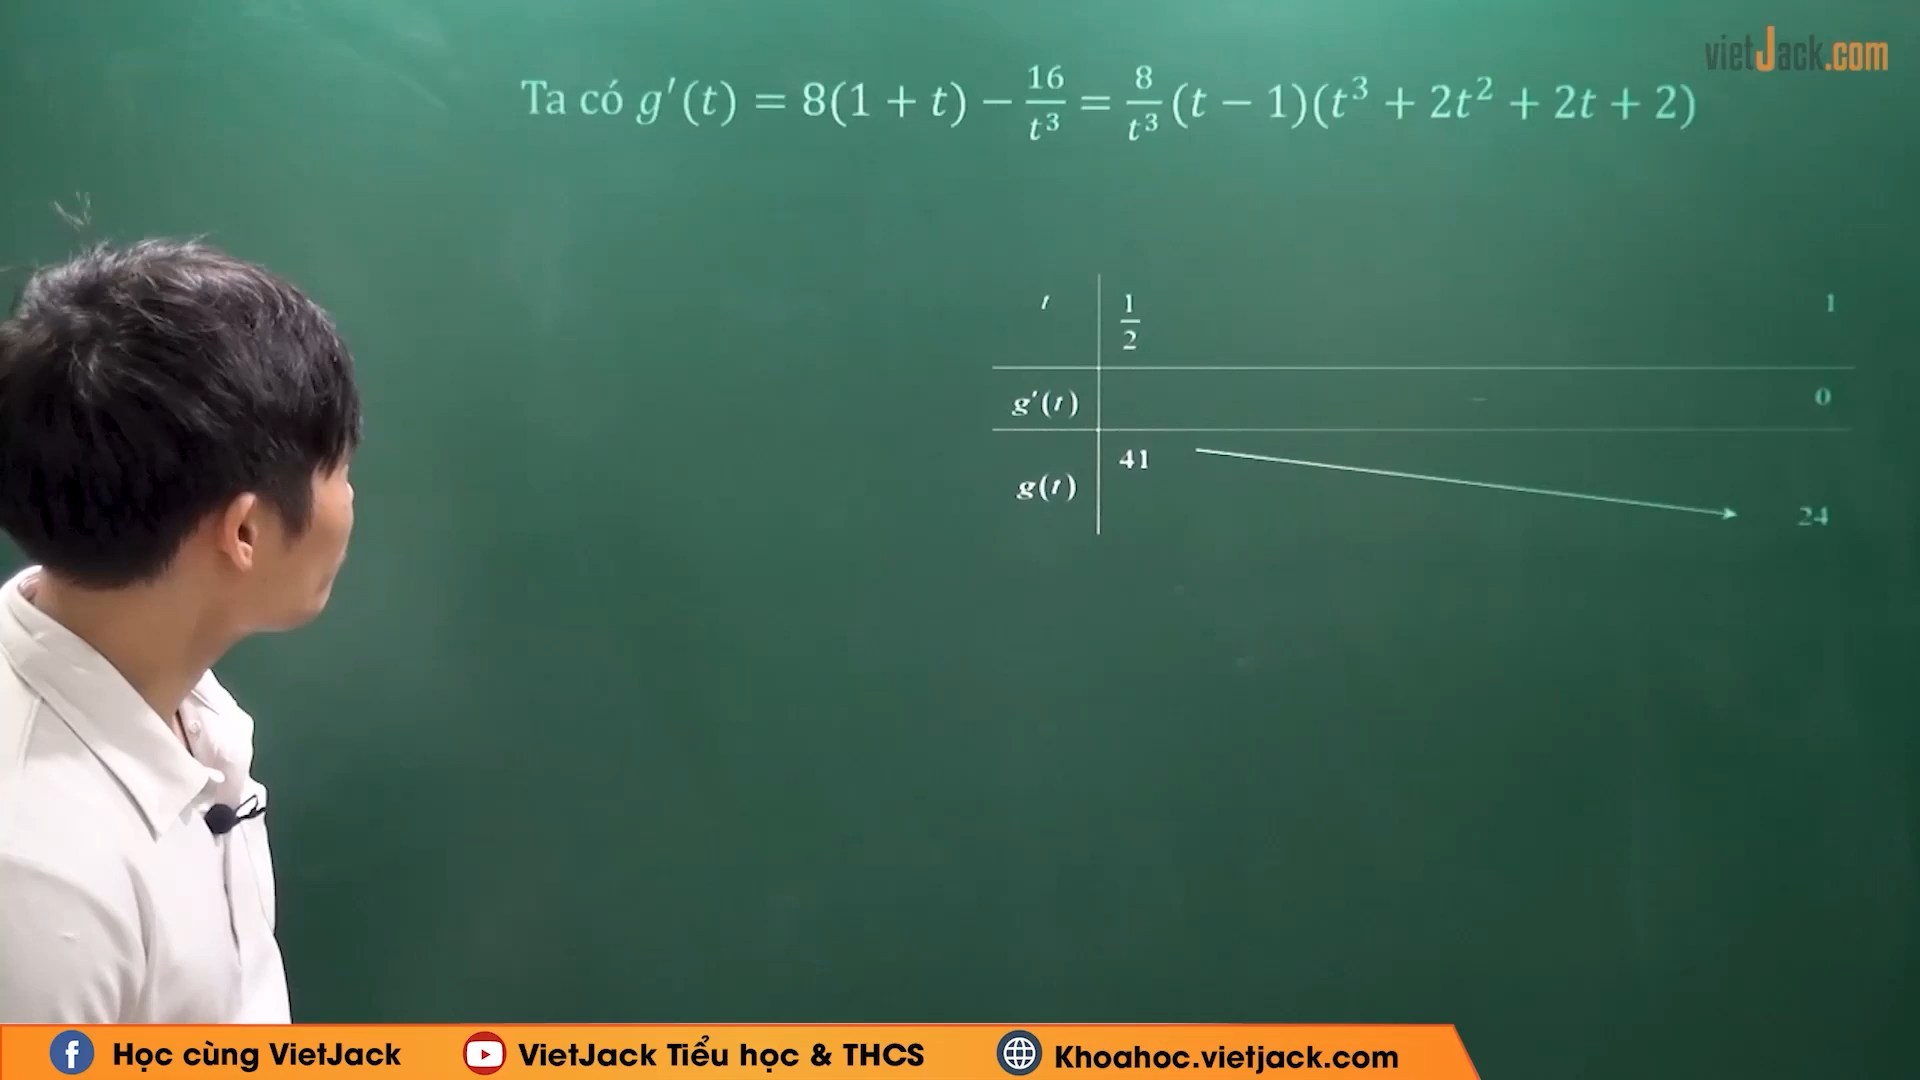 vietJack.com
Ta có g′(t) = 8(1 + t) − 16/t³ = 8/t³ (t − 1)(t³ + 2t² + 2t + 2)
t 1/2 1
g′(t) − 0
g(t) 41 24
Học cùng VietJack
VietJack Tiểu học & THCS
Khoahoc.vietjack.com